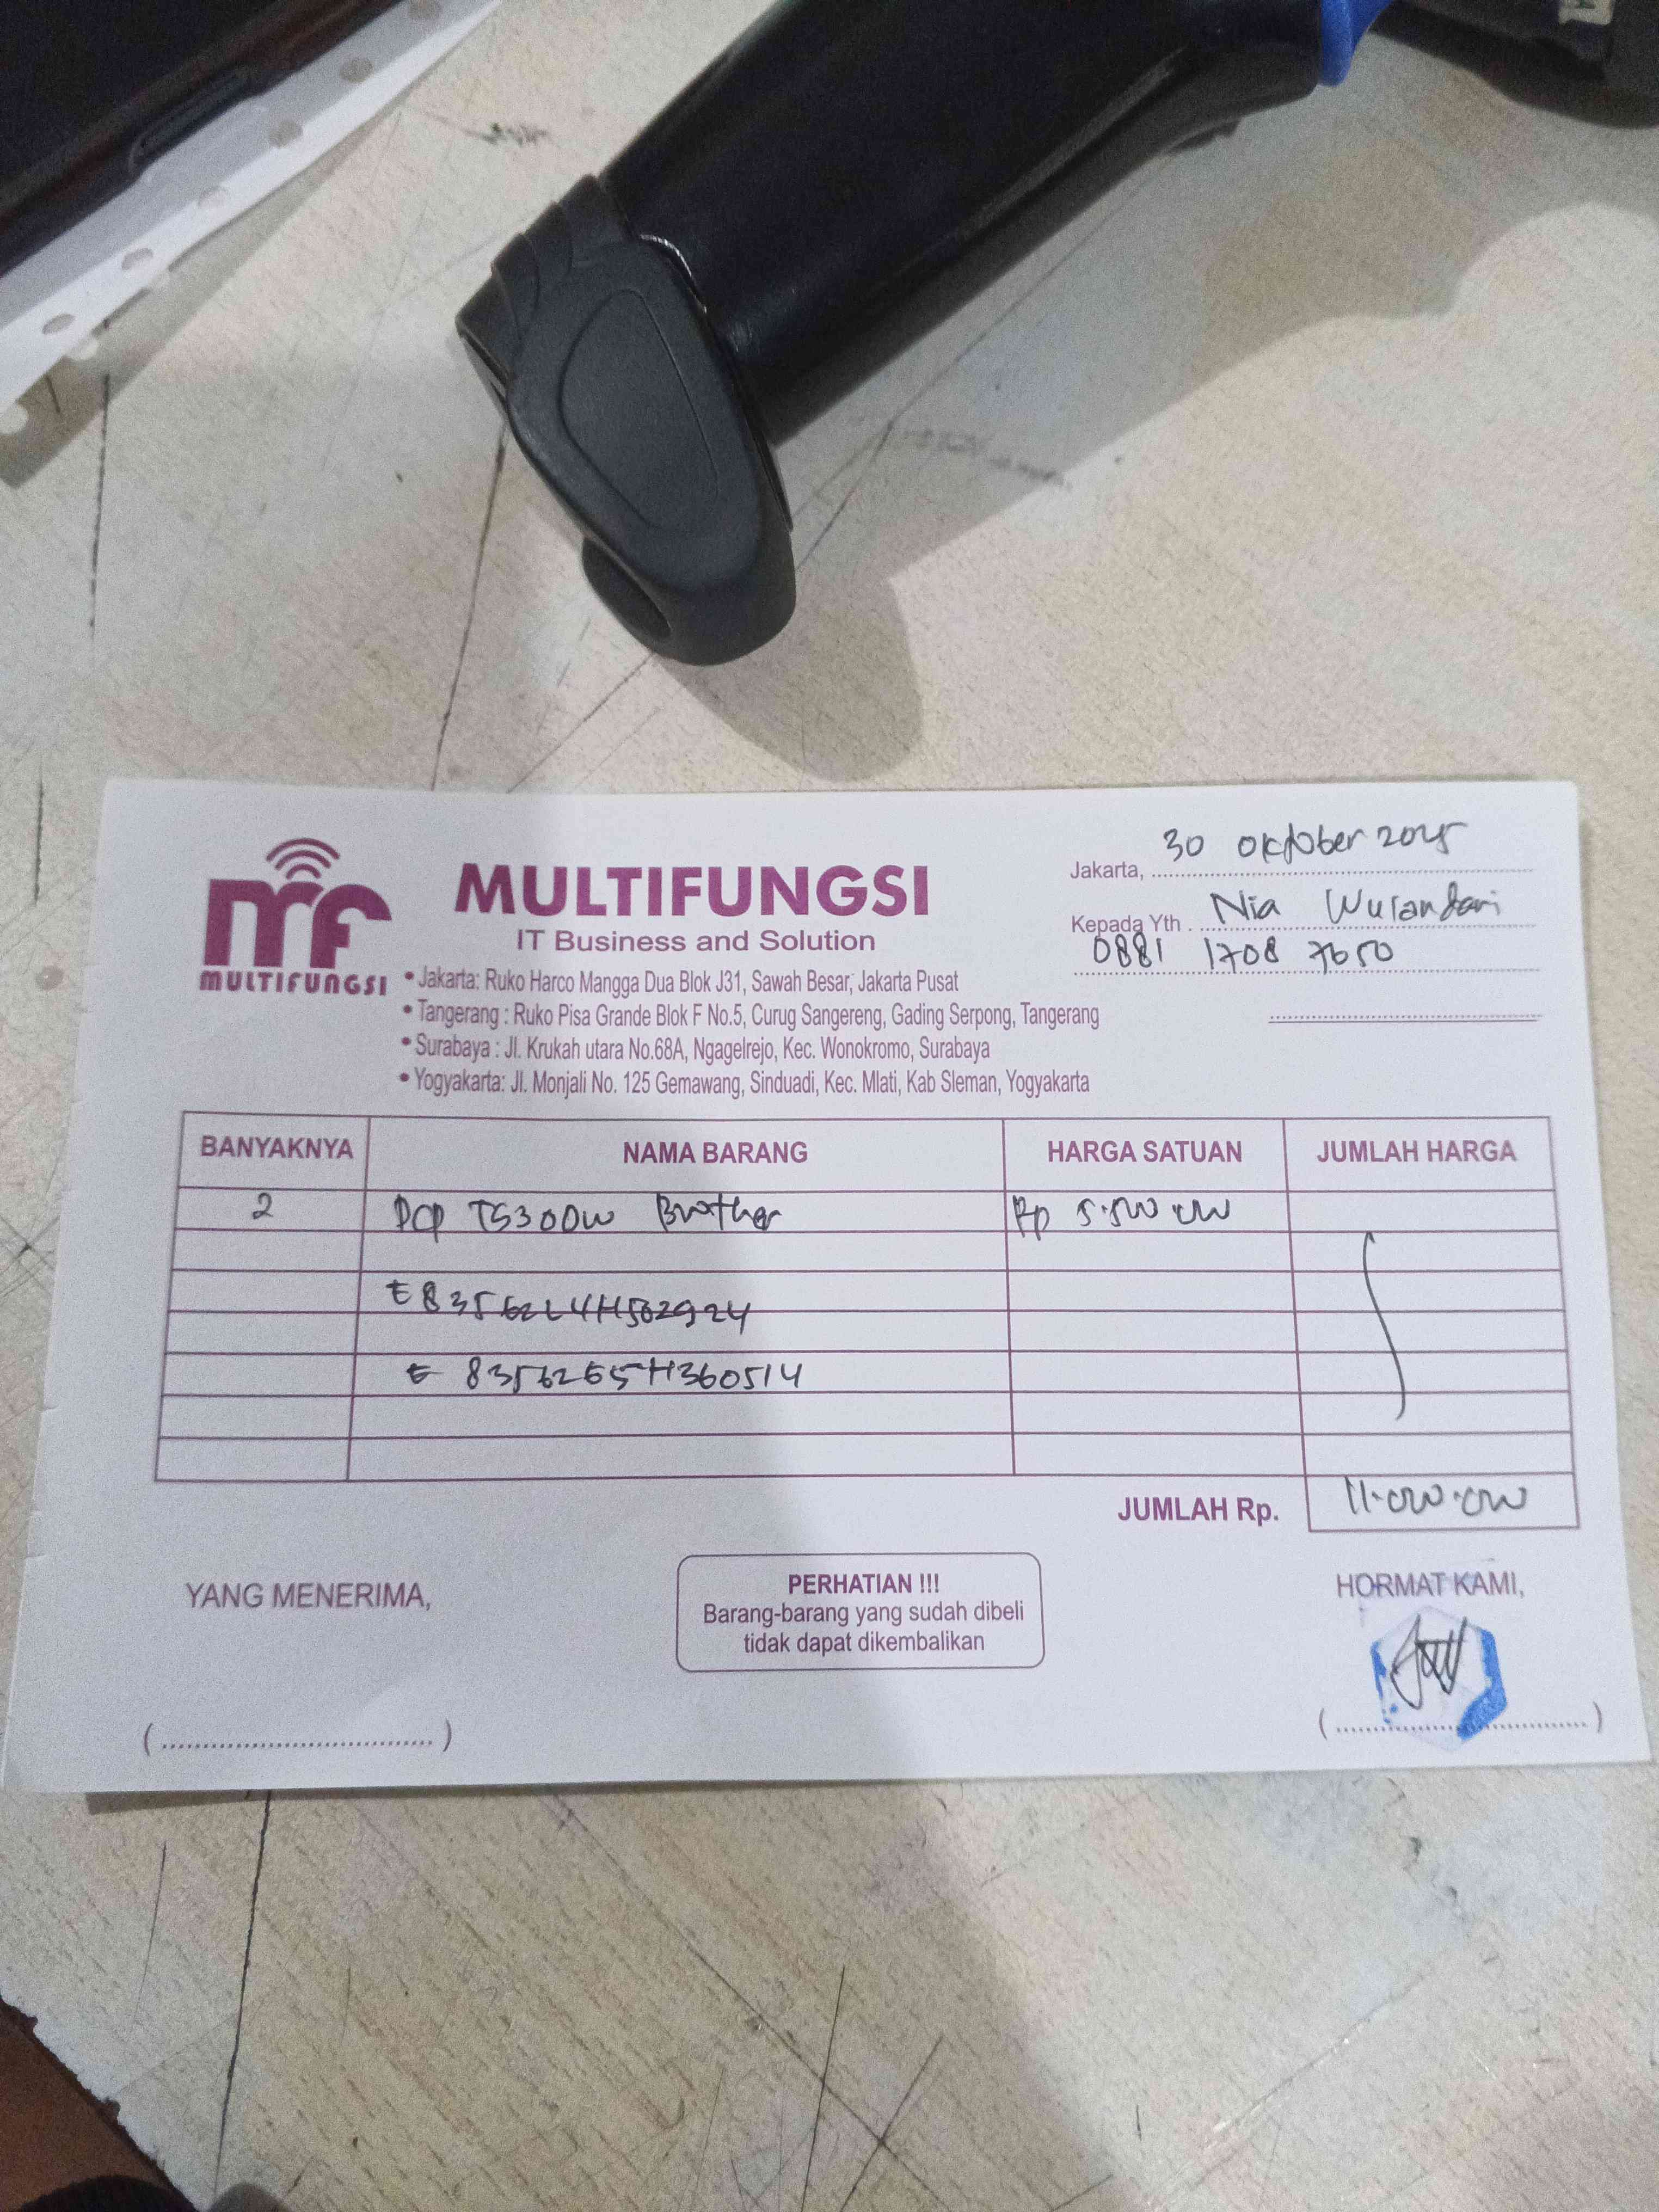 MULTIFUNGSI
MULTIFUNGSI
IT Business and Solution
• Jakarta: Ruko Harco Mangga Dua Blok J31, Sawah Besar, Jakarta Pusat
• Tangerang : Ruko Pisa Grande Blok F No.5, Curug Sangereng, Gading Serpong, Tangerang
• Surabaya : Jl. Krukah utara No.68A, Ngagelrejo, Kec. Wonokromo, Surabaya
• Yogyakarta: Jl. Monjali No. 125 Gemawang, Sinduadi, Kec. Mlati, Kab Sleman, Yogyakarta
Jakarta, 30 Oktober 2025
Kepada Yth . Nia Wulandari
0881 1708 7650
BANYAKNYA NAMA BARANG HARGA SATUAN JUMLAH HARGA
2 DCP T5300W Brother Rp 5.500.000
E83562L4H502924
E 83562E5H360514
JUMLAH Rp. 11.000.000
YANG MENERIMA,
PERHATIAN !!!
Barang-barang yang sudah dibeli
tidak dapat dikembalikan
HORMAT KAMI,